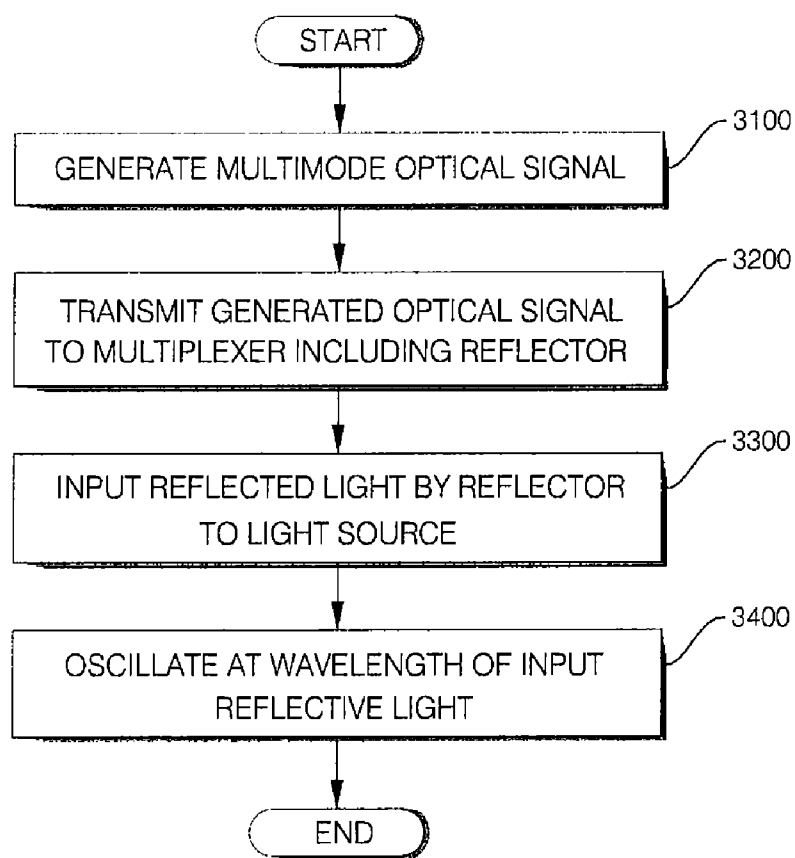 START
3100
GENERATE MULTIMODE OPTICAL SIGNAL
3200
TRANSMIT GENERATED OPTICAL SIGNAL
TO MULTIPLEXER INCLUDING REFLECTOR
3300
INPUT REFLECTED LIGHT BY REFLECTOR
TO LIGHT SOURCE
3400
OSCILLATE AT WAVELENGTH OF INPUT
REFLECTIVE LIGHT
END